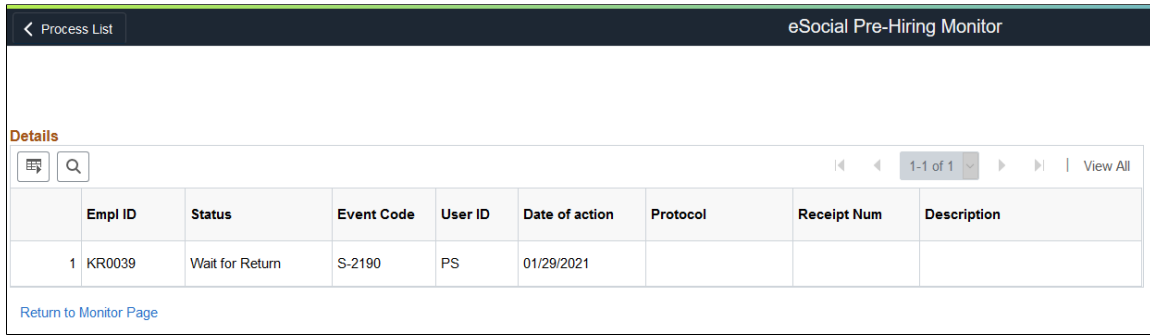 Process List
eSocial Pre-Hiring Monitor
Details
1-1 of 1
View All
Empl ID Status Event Code User ID Date of action Protocol Receipt Num Description
1 KR0039 Wait for Return S-2190 PS 01/29/2021
Return to Monitor Page